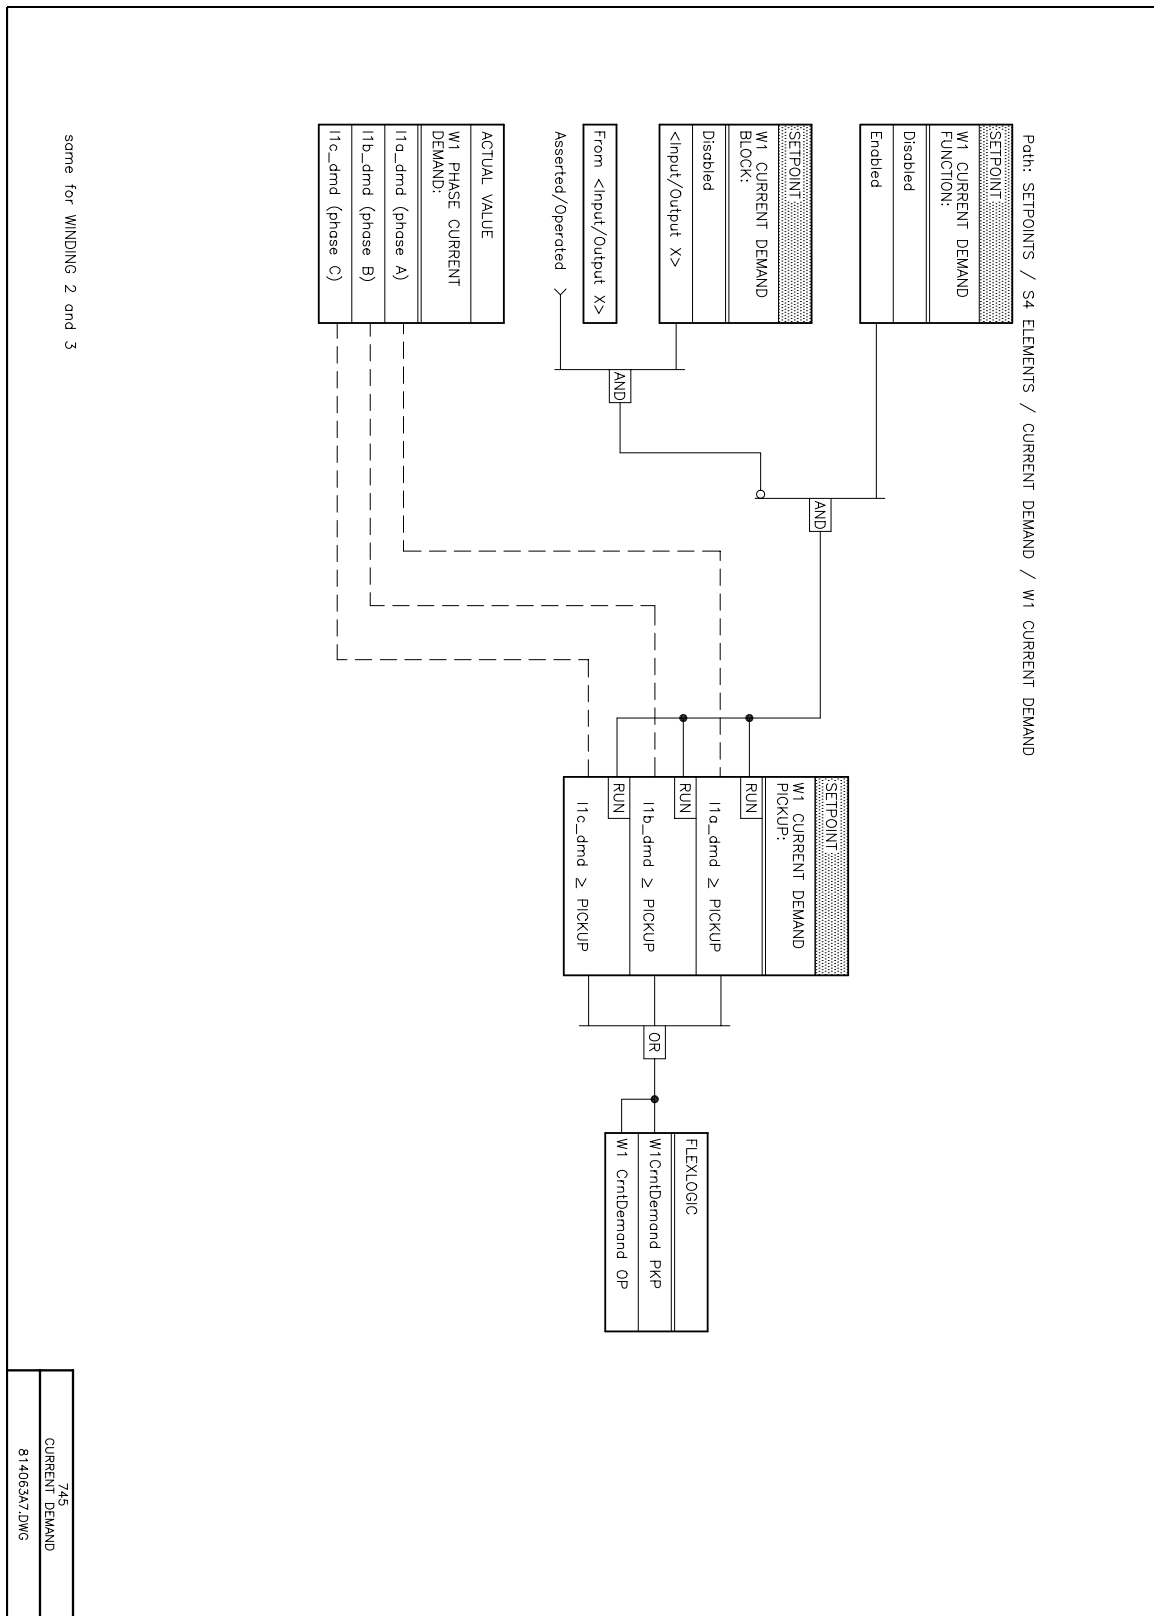 Path: SETPOINTS / S4 ELEMENTS / CURRENT DEMAND / W1 CURRENT DEMAND
SETPOINT
W1 CURRENT DEMAND
FUNCTION:
Disabled
Enabled
SETPOINT
W1 CURRENT DEMAND
BLOCK:
Disabled
<Input/Output X>
From <Input/Output X>
Asserted/Operated
ACTUAL VALUE
W1 PHASE CURRENT
DEMAND:
I1a_dmd (phase A)
I1b_dmd (phase B)
I1c_dmd (phase C)
AND
AND
SETPOINT
W1 CURRENT DEMAND
PICKUP:
RUN
I1a_dmd ≥ PICKUP
RUN
I1b_dmd ≥ PICKUP
RUN
I1c_dmd ≥ PICKUP
OR
FLEXLOGIC
W1CrntDemand PKP
W1 CrntDemand OP
same for WINDING 2 and 3
745
CURRENT DEMAND
814063A7.DWG